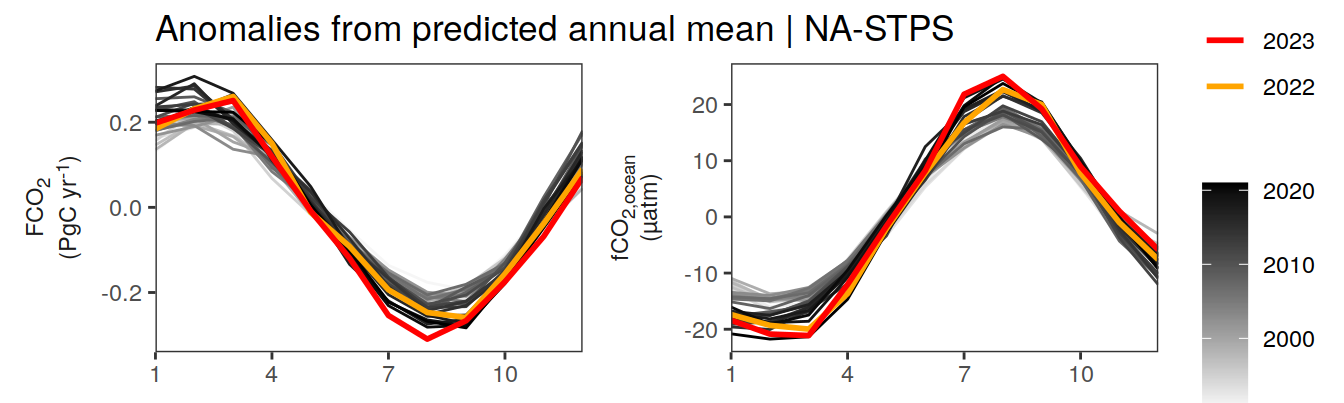 Anomalies from predicted annual mean | NA-STPS
FCO2
(PgC yr-1)
0.2
0.0
-0.2
1 4 7 10
fCO2,ocean
(µatm)
20
10
0
-10
-20
1 4 7 10
2023
2022
2020
2010
2000